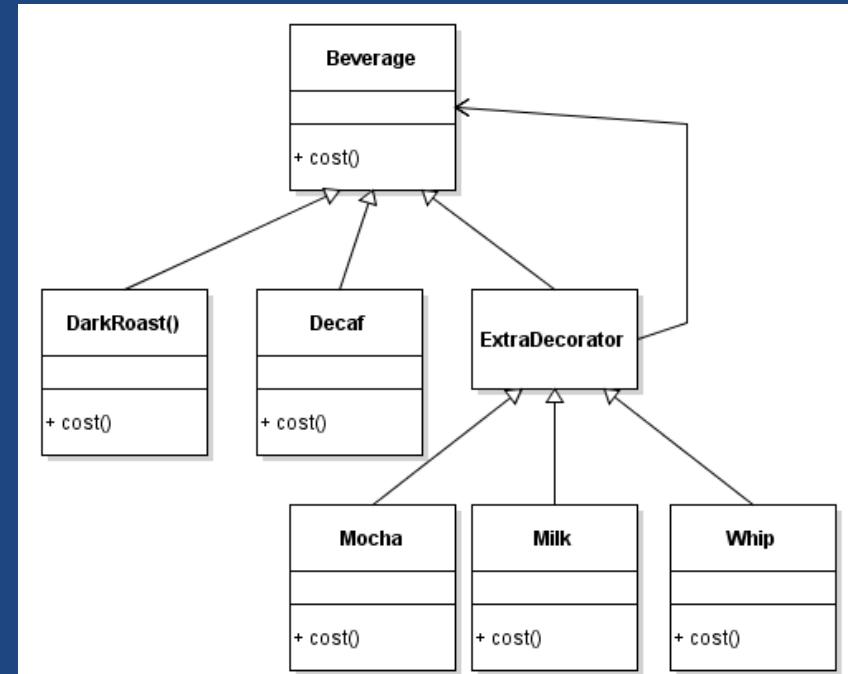 Beverage
+ cost()
DarkRoast()
+ cost()
Decaf
+ cost()
ExtraDecorator
Mocha
+ cost()
Milk
+ cost()
Whip
+ cost()